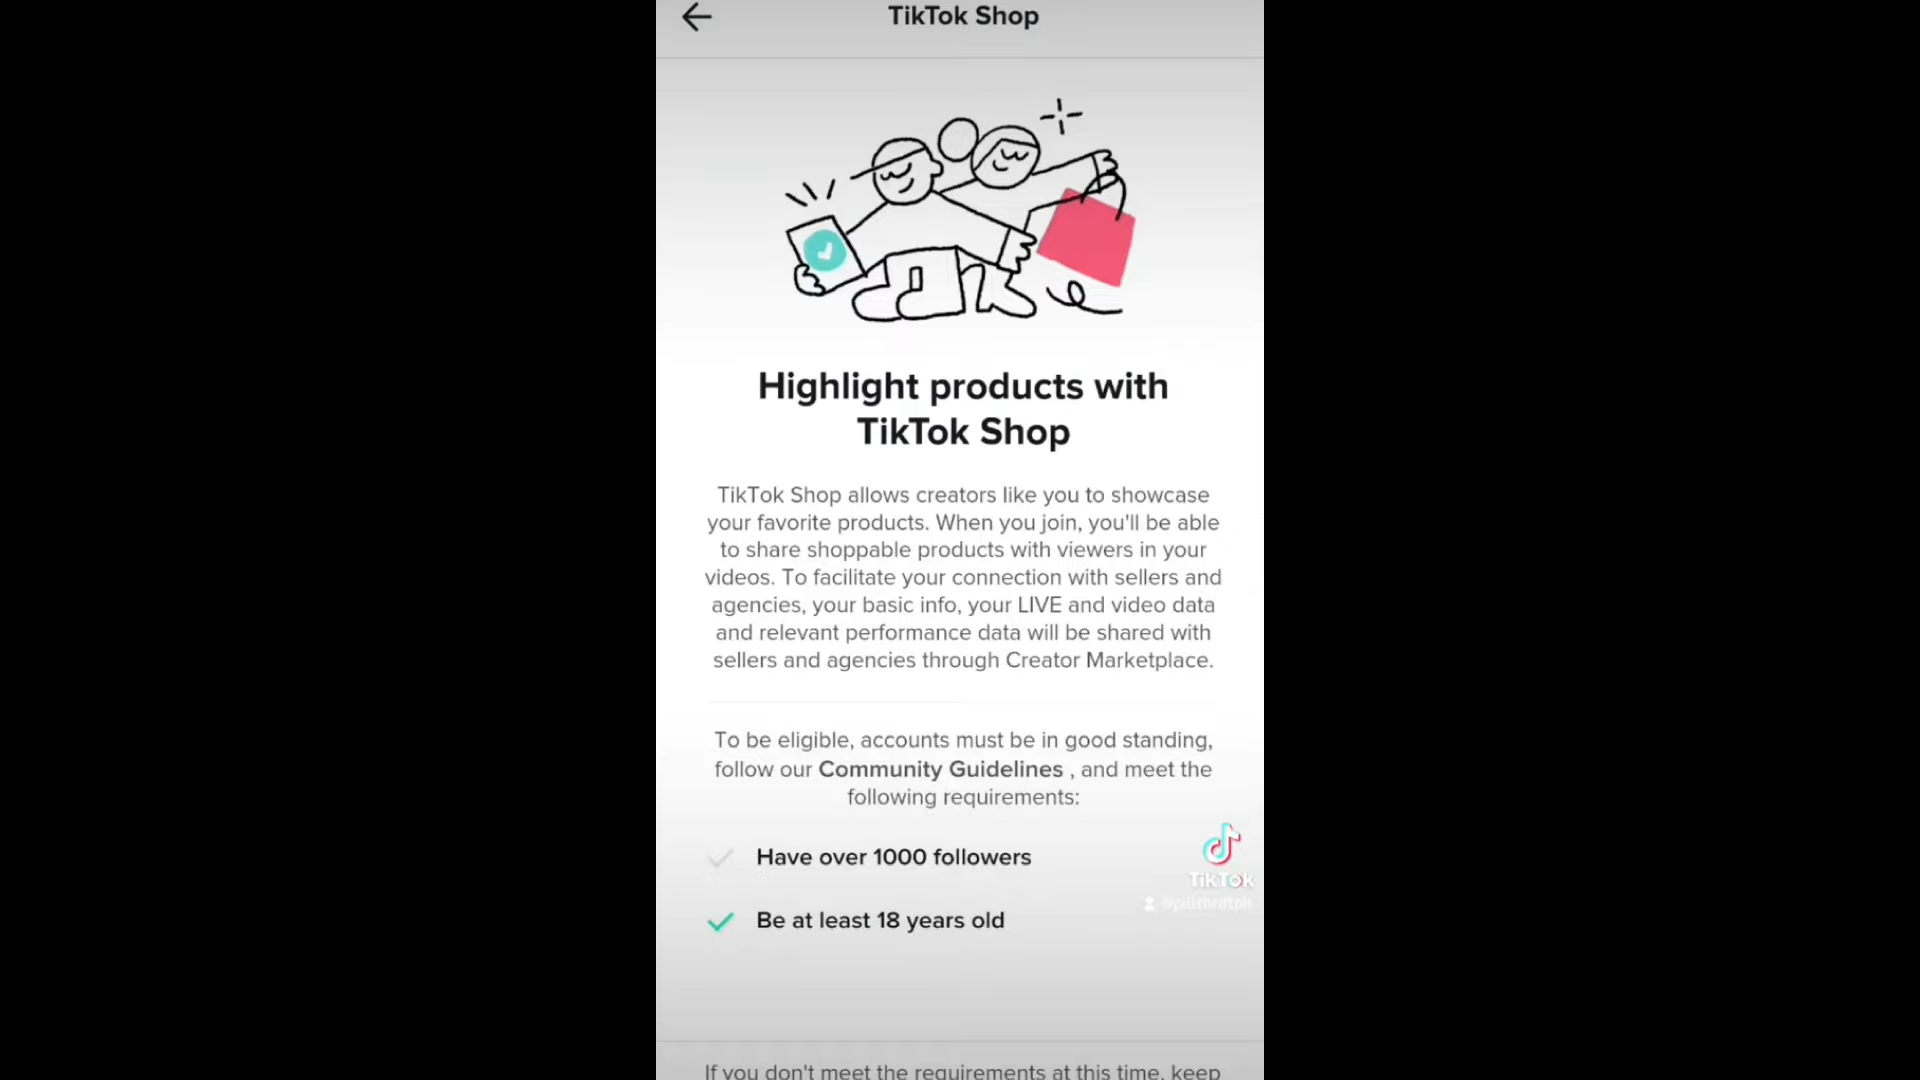 TikTok Shop
Highlight products with
TikTok Shop
TikTok Shop allows creators like you to showcase
your favorite products. When you join, you'll be able
to share shoppable products with viewers in your
videos. To facilitate your connection with sellers and
agencies, your basic info, your LIVE and video data
and relevant performance data will be shared with
sellers and agencies through Creator Marketplace.
To be eligible, accounts must be in good standing,
follow our Community Guidelines , and meet the
following requirements:
Have over 1000 followers
TikTok
Be at least 18 years old
If you don't meet the requirements at this time, keep